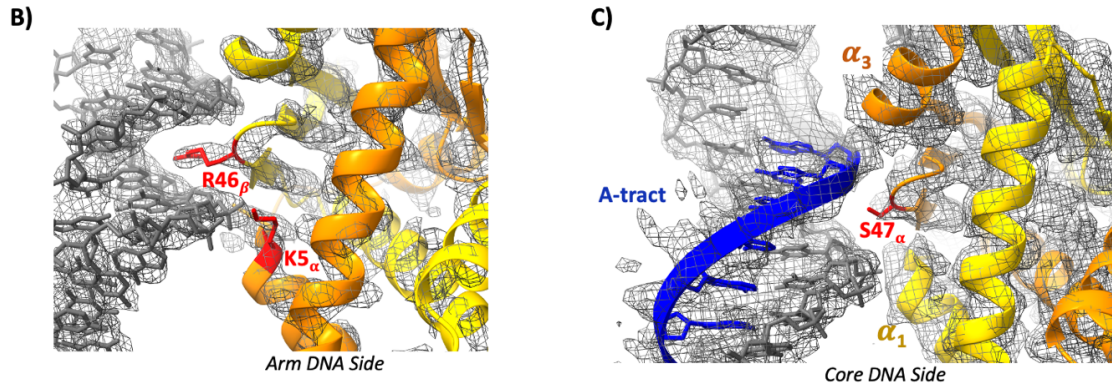 B)
R46β
K5α
Arm DNA Side
C)
α3
A-tract
S47α
α1
Core DNA Side